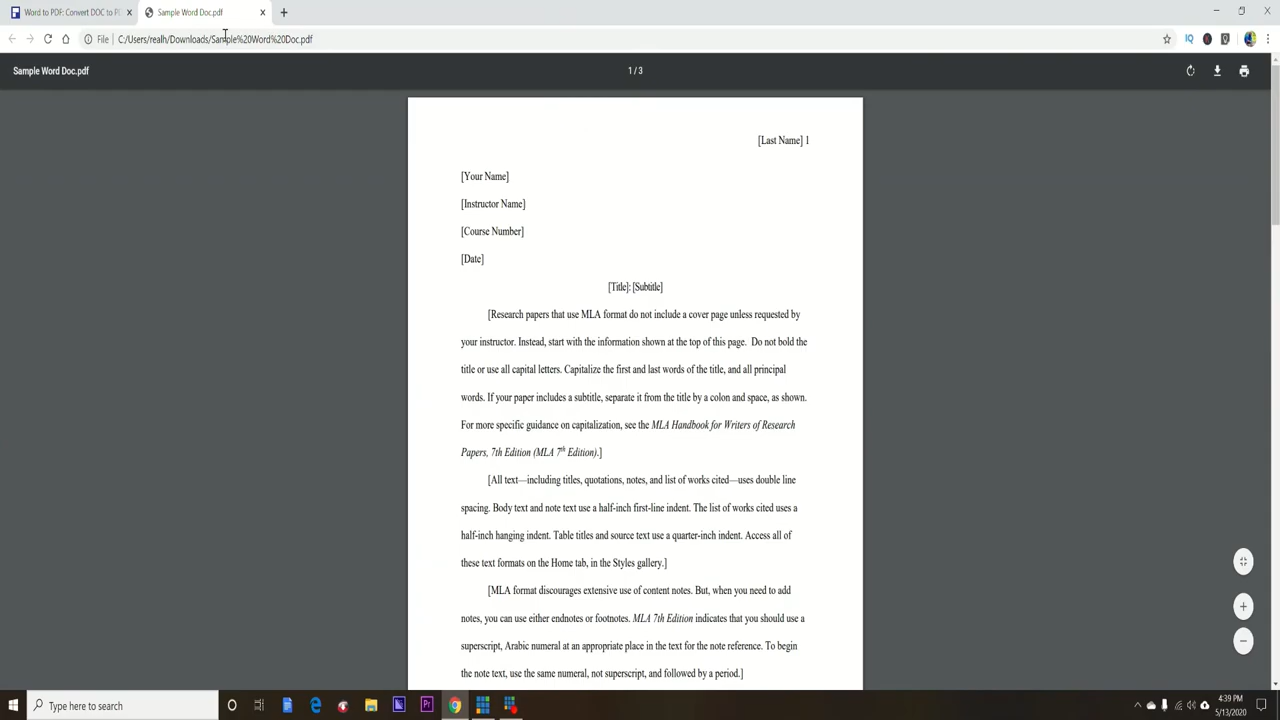 Word to PDF: Convert DOC to PD
Sample Word Doc.pdf
File | C:/Users/realh/Downloads/Sample%20Word%20Doc.pdf
Sample Word Doc.pdf
1 / 3
[Last Name] 1
[Your Name]
[Instructor Name]
[Course Number]
[Date]
[Title]: [Subtitle]
[Research papers that use MLA format do not include a cover page unless requested by
your instructor. Instead, start with the information shown at the top of this page.  Do not bold the
title or use all capital letters. Capitalize the first and last words of the title, and all principal
words. If your paper includes a subtitle, separate it from the title by a colon and space, as shown.
For more specific guidance on capitalization, see the MLA Handbook for Writers of Research
Papers, 7th Edition (MLA 7th Edition).]
[All text—including titles, quotations, notes, and list of works cited—uses double line
spacing. Body text and note text use a half-inch first-line indent. The list of works cited uses a
half-inch hanging indent. Table titles and source text use a quarter-inch indent. Access all of
these text formats on the Home tab, in the Styles gallery.]
[MLA format discourages extensive use of content notes. But, when you need to add
notes, you can use either endnotes or footnotes. MLA 7th Edition indicates that you should use a
superscript, Arabic numeral at an appropriate place in the text for the note reference. To begin
the note text, use the same numeral, not superscript, and followed by a period.]
Type here to search
Pr
4:39 PM
5/13/2020